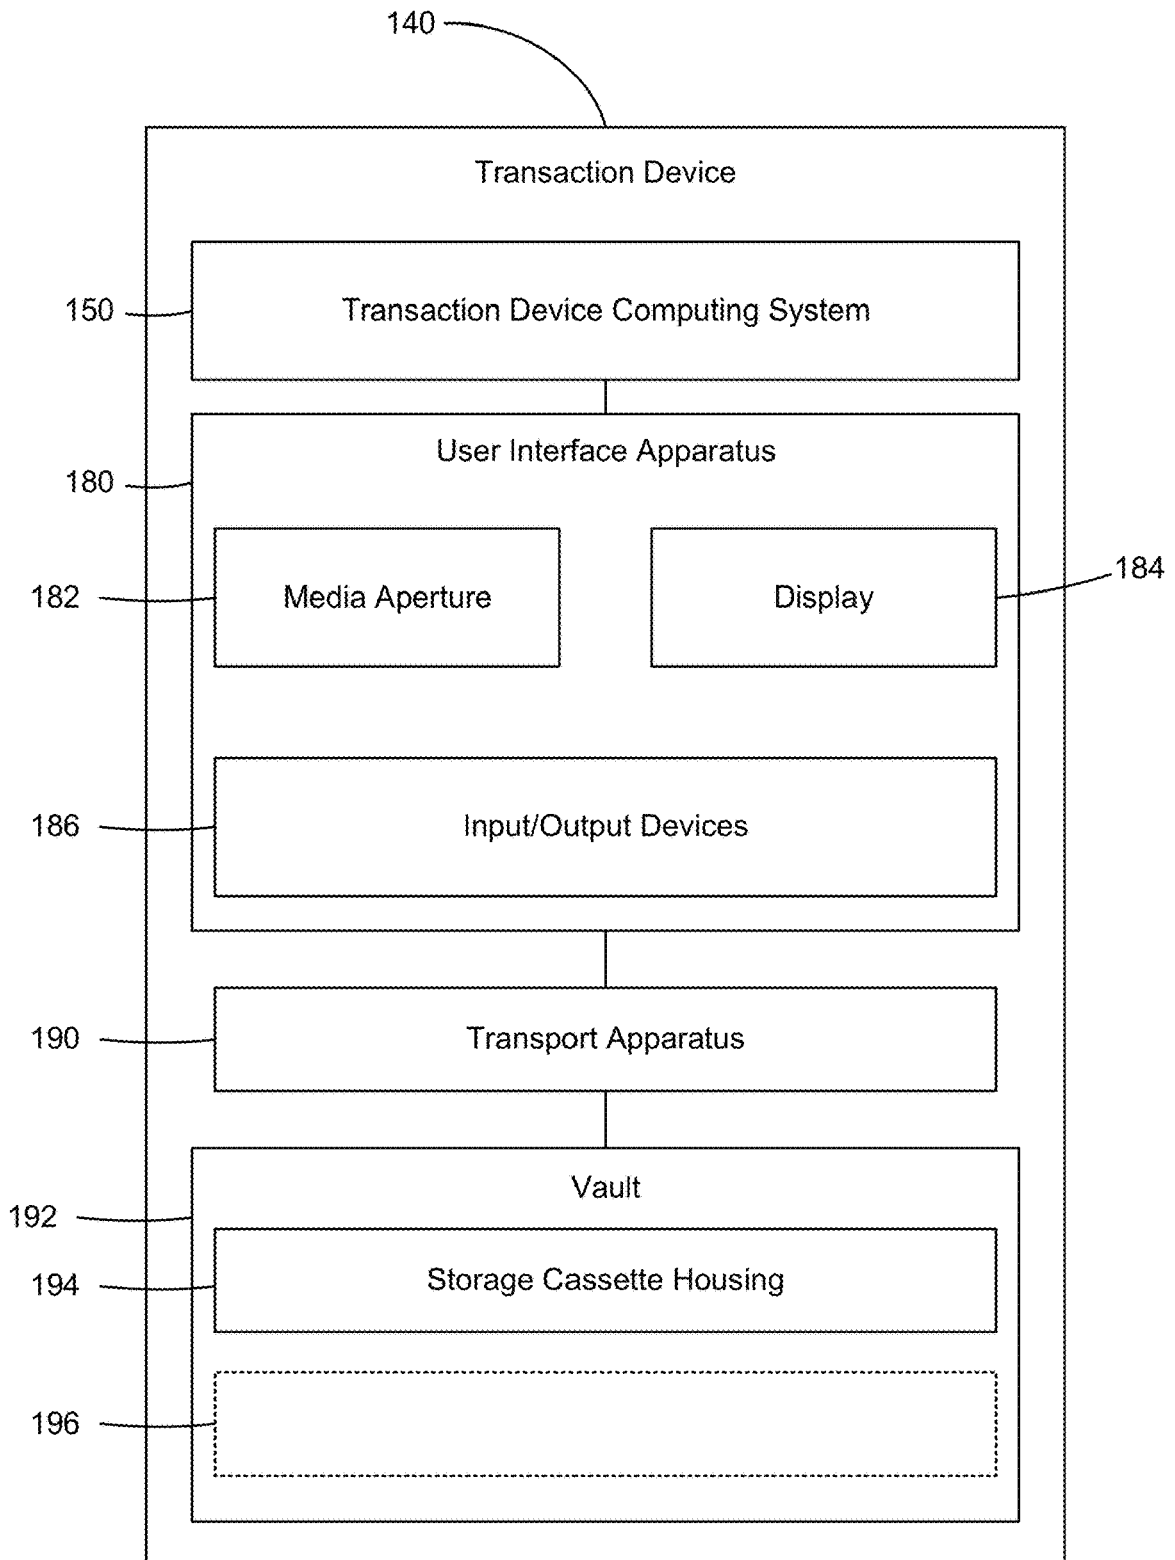 140
Transaction Device
150
Transaction Device Computing System
User Interface Apparatus
180
182
Media Aperture
Display
184
186
Input/Output Devices
190
Transport Apparatus
Vault
192
194
Storage Cassette Housing
196